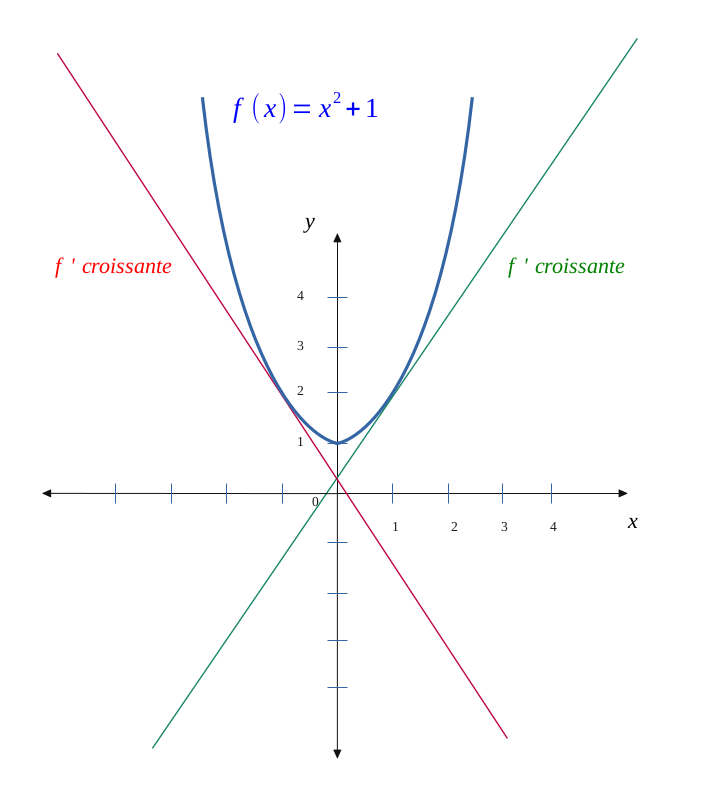 f (x) = x² + 1
y
f ' croissante
f ' croissante
4
3
2
1
0
1 2 3 4
x